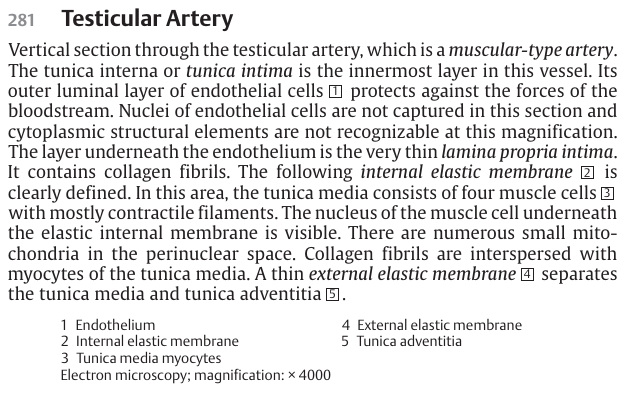 281 Testicular Artery
Vertical section through the testicular artery, which is a muscular-type artery.
The tunica interna or tunica intima is the innermost layer in this vessel. Its
outer luminal layer of endothelial cells 1 protects against the forces of the
bloodstream. Nuclei of endothelial cells are not captured in this section and
cytoplasmic structural elements are not recognizable at this magnification.
The layer underneath the endothelium is the very thin lamina propria intima.
It contains collagen fibrils. The following internal elastic membrane 2 is
clearly defined. In this area, the tunica media consists of four muscle cells 3
with mostly contractile filaments. The nucleus of the muscle cell underneath
the elastic internal membrane is visible. There are numerous small mito-
chondria in the perinuclear space. Collagen fibrils are interspersed with
myocytes of the tunica media. A thin external elastic membrane 4 separates
the tunica media and tunica adventitia 5.
1 Endothelium
2 Internal elastic membrane
3 Tunica media myocytes
4 External elastic membrane
5 Tunica adventitia
Electron microscopy; magnification: × 4000